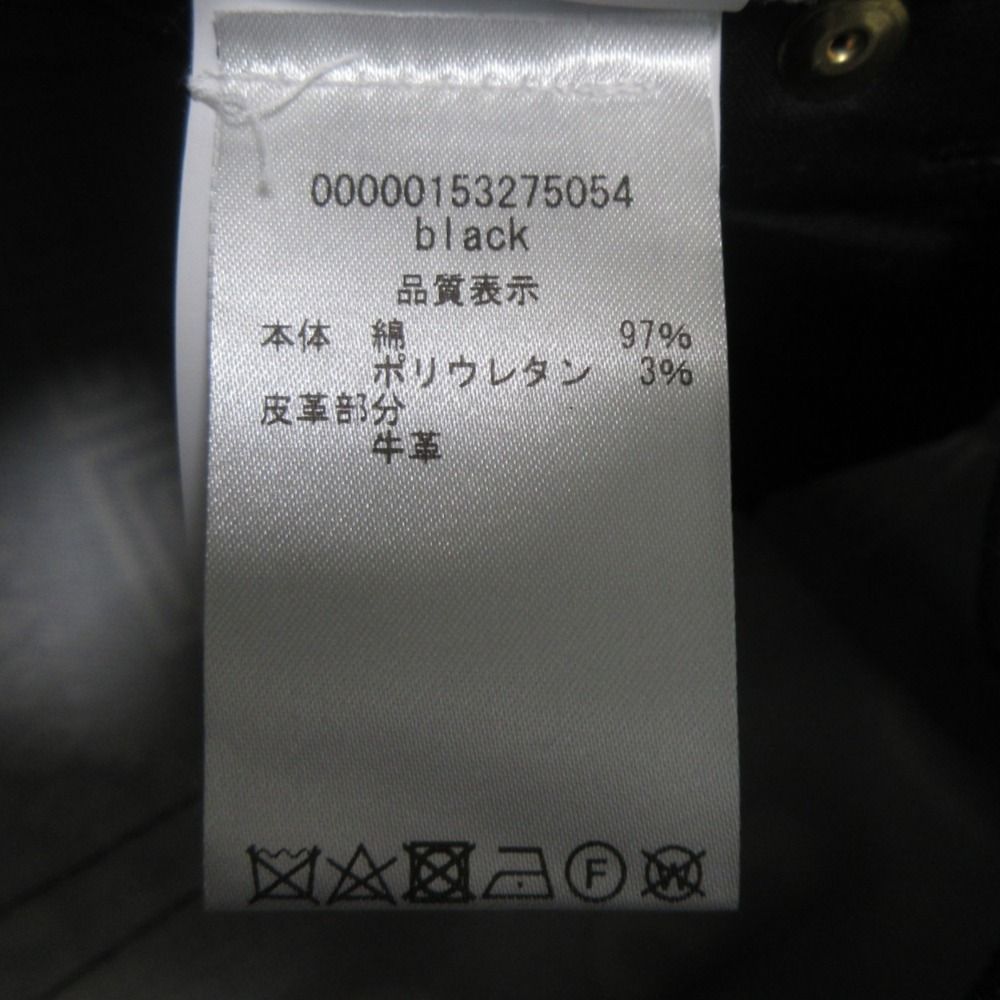 00000153275054
black
品質表示
本体 綿 97%
ポリウレタン 3%
皮革部分
牛革
F W